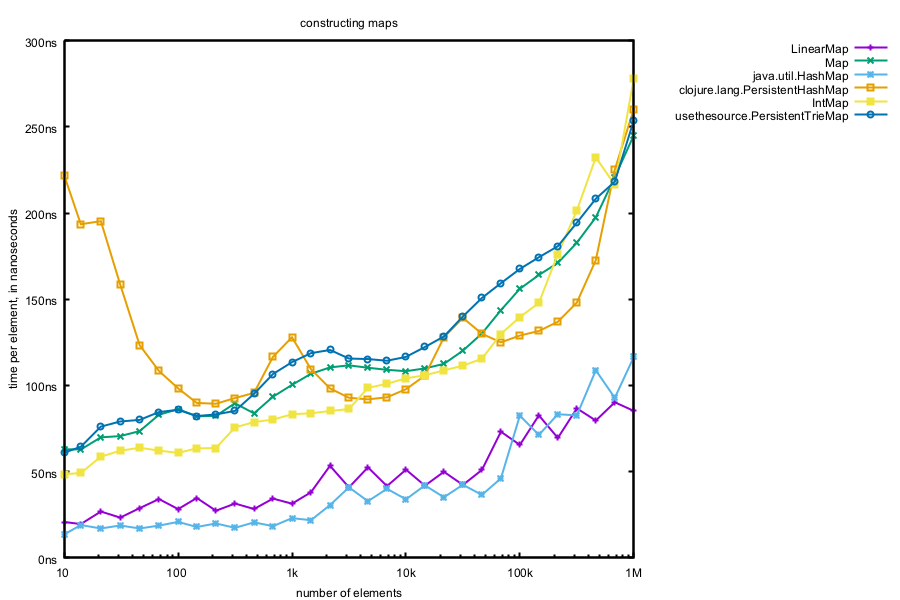 constructing maps
300ns
250ns
200ns
150ns
100ns
50ns
0ns
10
100
1k
10k
100k
1M
time per element, in nanoseconds
number of elements
LinearMap
Map
java.util.HashMap
clojure.lang.PersistentHashMap
IntMap
usethesource.PersistentTrieMap